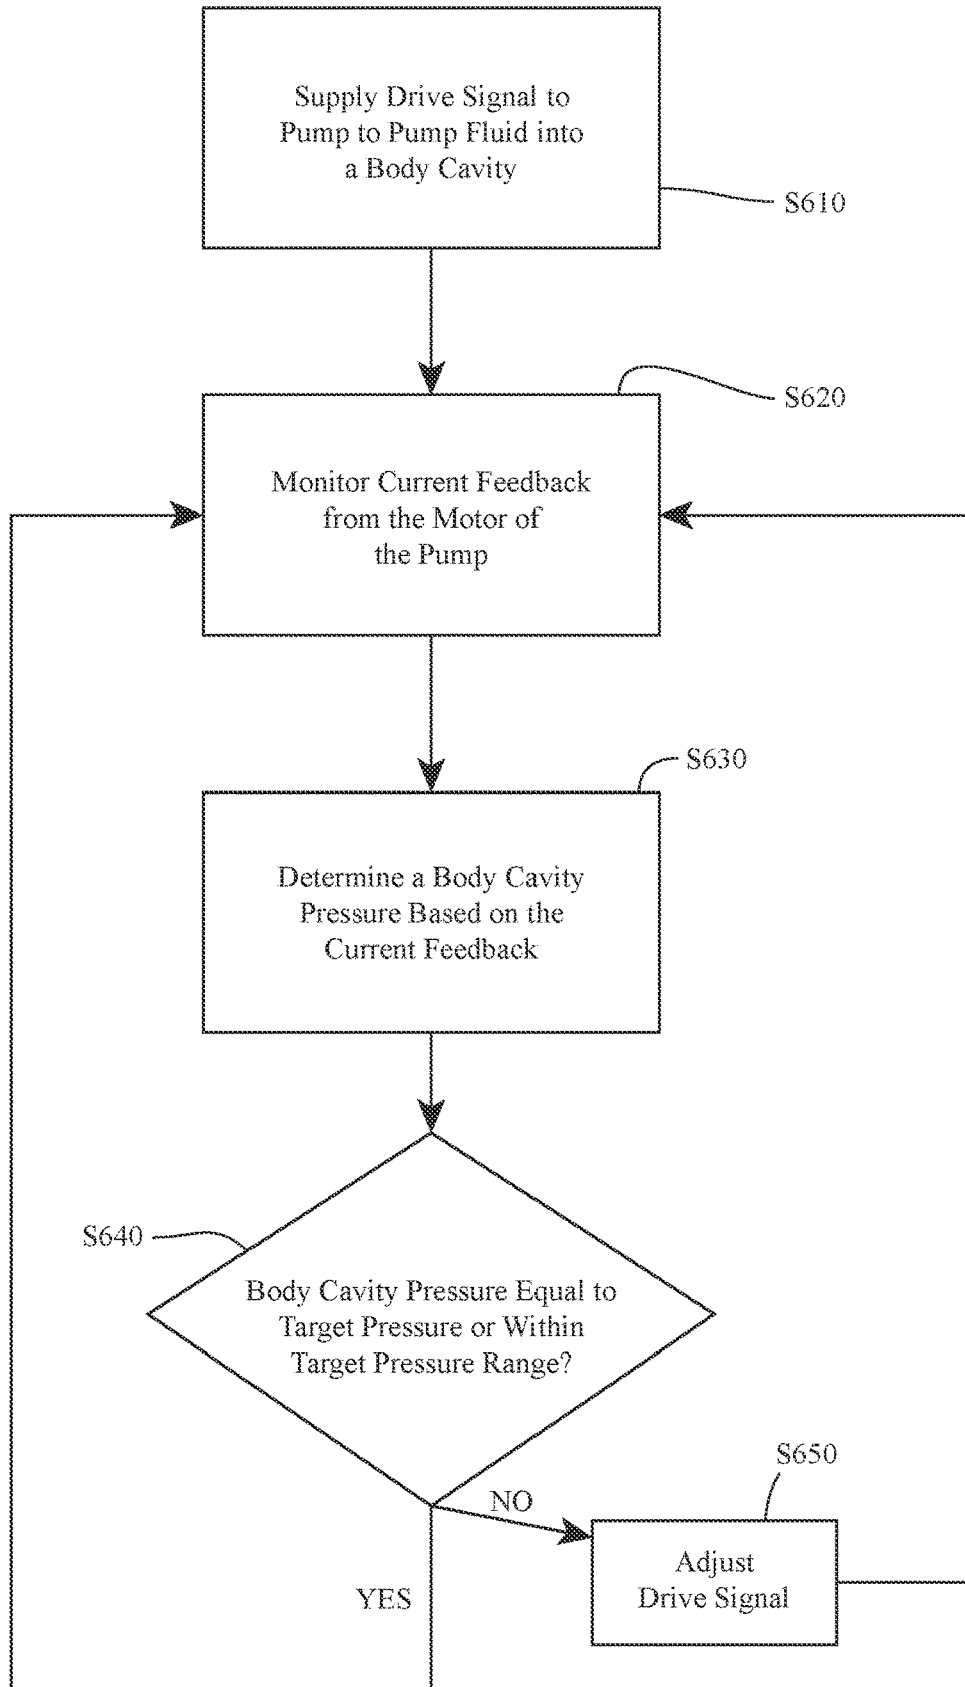 Supply Drive Signal to
Pump to Pump Fluid into
a Body Cavity
S610
S620
Monitor Current Feedback
from the Motor of
the Pump
S630
Determine a Body Cavity
Pressure Based on the
Current Feedback
S640
Body Cavity Pressure Equal to
Target Pressure or Within
Target Pressure Range?
S650
NO
Adjust
Drive Signal
YES